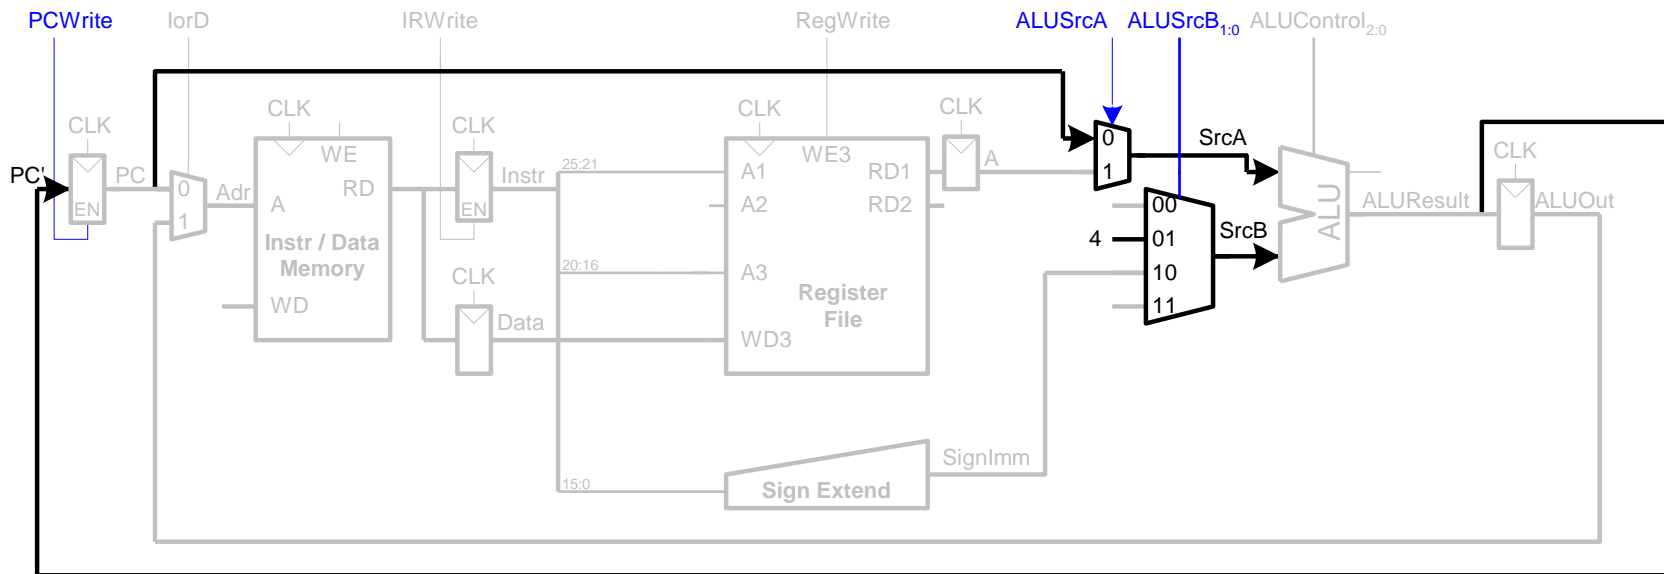 PCWrite IorD IRWrite RegWrite ALUSrcA ALUSrcB1:0 ALUControl2:0
CLK CLK CLK CLK CLK CLK CLK
PC' PC EN
0 1 Adr
WE RD A Instr / Data Memory WD
EN Instr
CLK Data
25:21
20:16
15:0
WE3 A1 RD1 A2 RD2 A3 Register File WD3
A
0 1 SrcA
00
4 01 SrcB
10
11
ALU ALUResult ALUOut
SignImm
Sign Extend